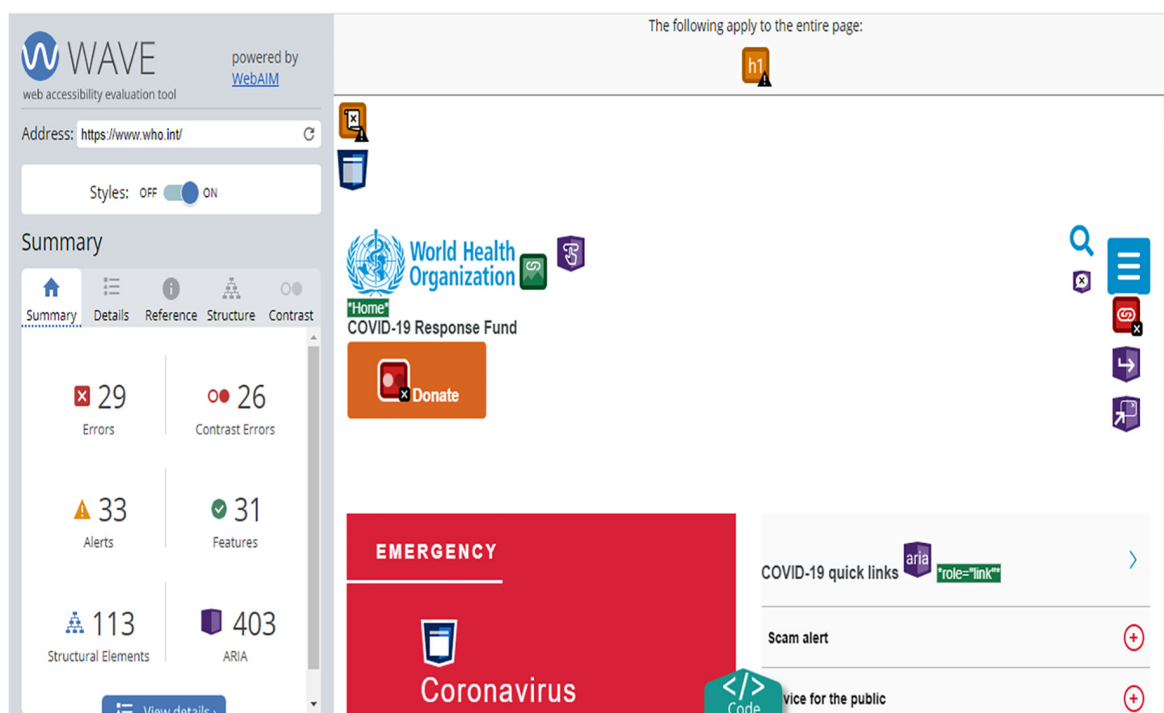 WAVE
powered by
WebAIM
web accessibility evaluation tool
Address: https://www.who.int/
Styles: OFF ON
Summary
Summary Details Reference Structure Contrast
29 26
Errors Contrast Errors
33 31
Alerts Features
113 403
Structural Elements ARIA
View details ›
The following apply to the entire page:
h1
World Health
Organization
*Home*
COVID-19 Response Fund
Donate
EMERGENCY
Coronavirus
COVID-19 quick links aria *role="link"*
Scam alert
</>
Code
vice for the public